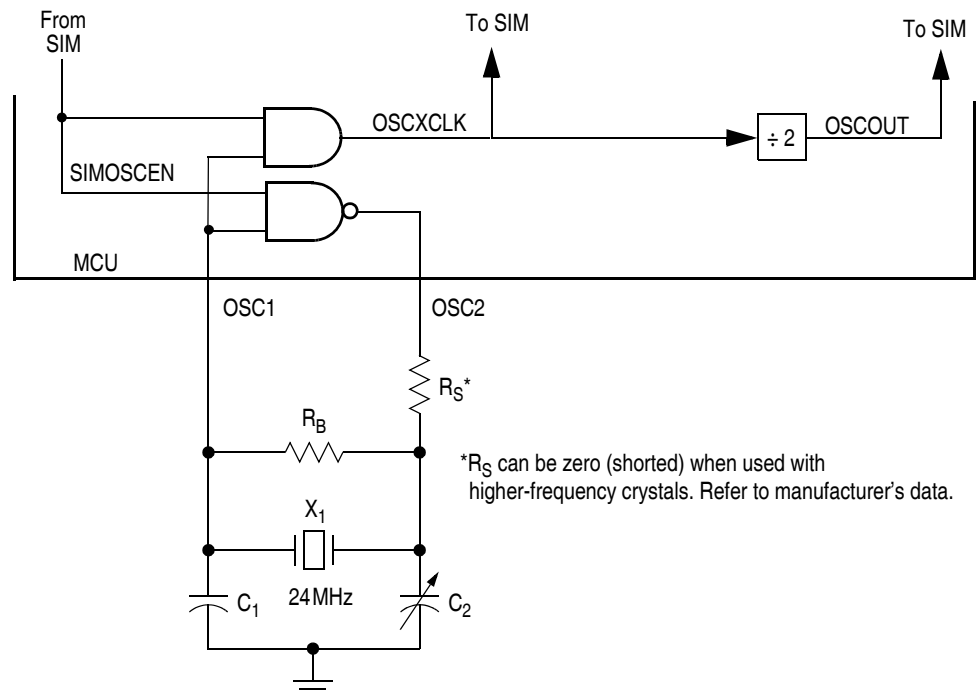 From
SIM
To SIM
To SIM
OSCXCLK
÷ 2
OSCOUT
SIMOSCEN
MCU
OSC1
OSC2
RS*
RB
*RS can be zero (shorted) when used with
higher-frequency crystals. Refer to manufacturer's data.
X1
24MHz
C1
C2